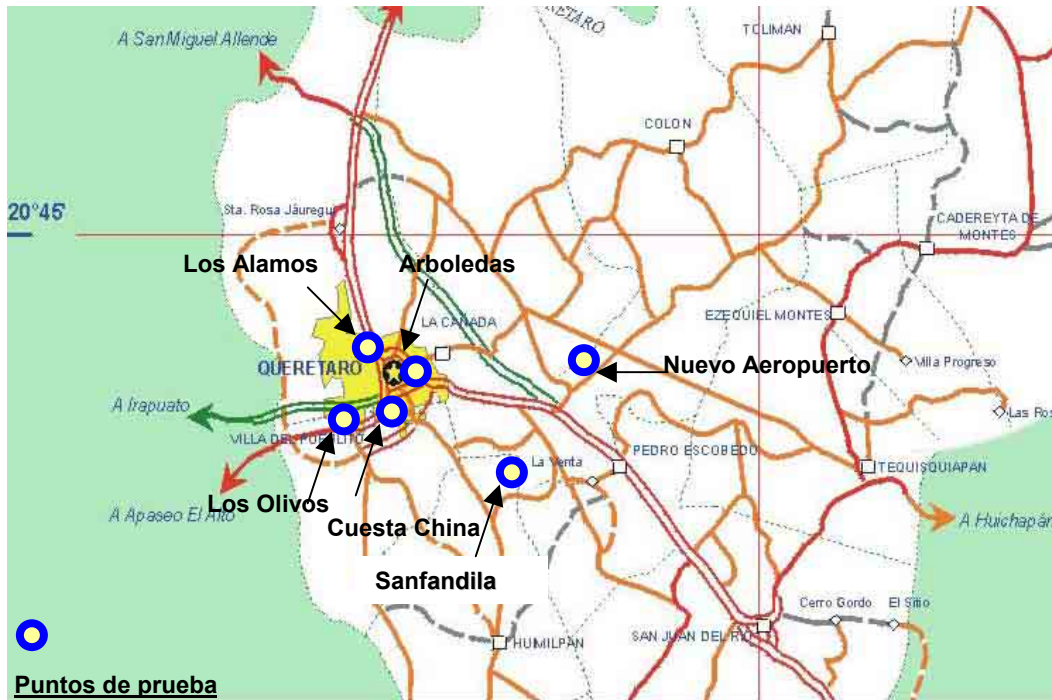 A San Miguel Allende
TOLIMAN
COLON
20°45'
Sta. Rosa Jáuregui
CADEREYTA DE
MONTES
Los Alamos
Arboledas
LA CAÑADA
EZEQUIEL MONTES
QUERETARO
Nuevo Aeropuerto
Villa Progreso
A Irapuato
Las Ros
VILLA DEL PUEBLITO
La Venta
PEDRO ESCOBEDO
TEQUISQUIAPAN
Los Olivos
A Apaseo El Alto
Cuesta China
A Huichapán
Sanfandila
Cerro Gordo
El Sitio
SAN JUAN DEL RIO
HUIMILPAN
Puntos de prueba